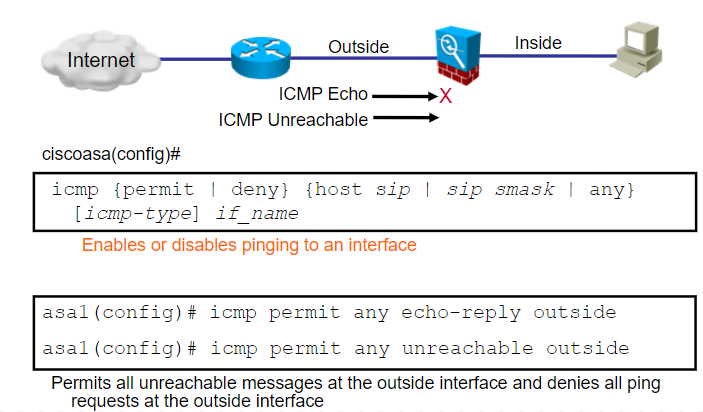 Internet
Outside
Inside
ICMP Echo
X
ICMP Unreachable
ciscoasa(config)#
icmp {permit | deny} {host sip | sip smask | any}
[icmp-type] if_name
Enables or disables pinging to an interface
asa1(config)# icmp permit any echo-reply outside
asa1(config)# icmp permit any unreachable outside
Permits all unreachable messages at the outside interface and denies all ping
requests at the outside interface